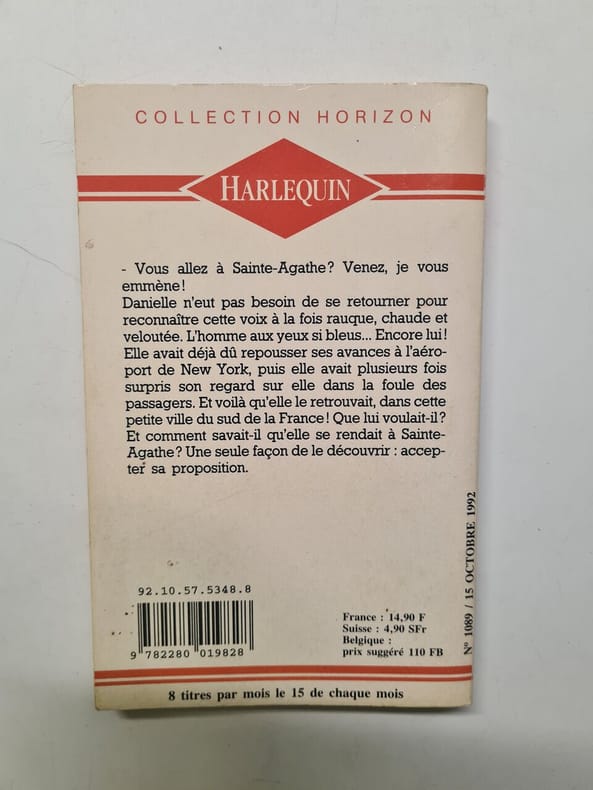 COLLECTION HORIZON
HARLEQUIN
- Vous allez à Sainte-Agathe? Venez, je vous
emmène!
Danielle n'eut pas besoin de se retourner pour
reconnaître cette voix à la fois rauque, chaude et
veloutée. L'homme aux yeux si bleus... Encore lui!
Elle avait déjà dû repousser ses avances à l'aéro-
port de New York, puis elle avait plusieurs fois
surpris son regard sur elle dans la foule des
passagers. Et voilà qu'elle le retrouvait, dans cette
petite ville du sud de la France! Que lui voulait-il?
Et comment savait-il qu'elle se rendait à Sainte-
Agathe? Une seule façon de le découvrir : accep-
ter sa proposition.
92.10.57.5348.8
9 782280 019828
France : 14,90 F
Suisse : 4,90 SFr
Belgique :
prix suggéré 110 FB
N° 1089 / 15 OCTOBRE 1992
8 titres par mois le 15 de chaque mois